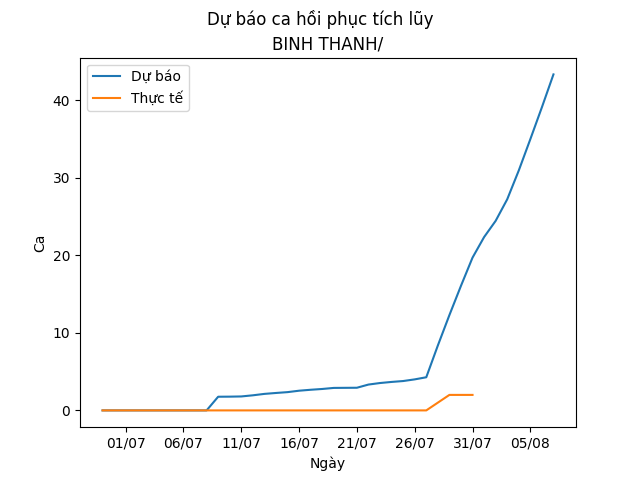 Dự báo ca hồi phục tích lũy
BINH THANH/
Dự báo
Thực tế
40
30
20
10
0
Ca
01/07 06/07 11/07 16/07 21/07 26/07 31/07 05/08
Ngày